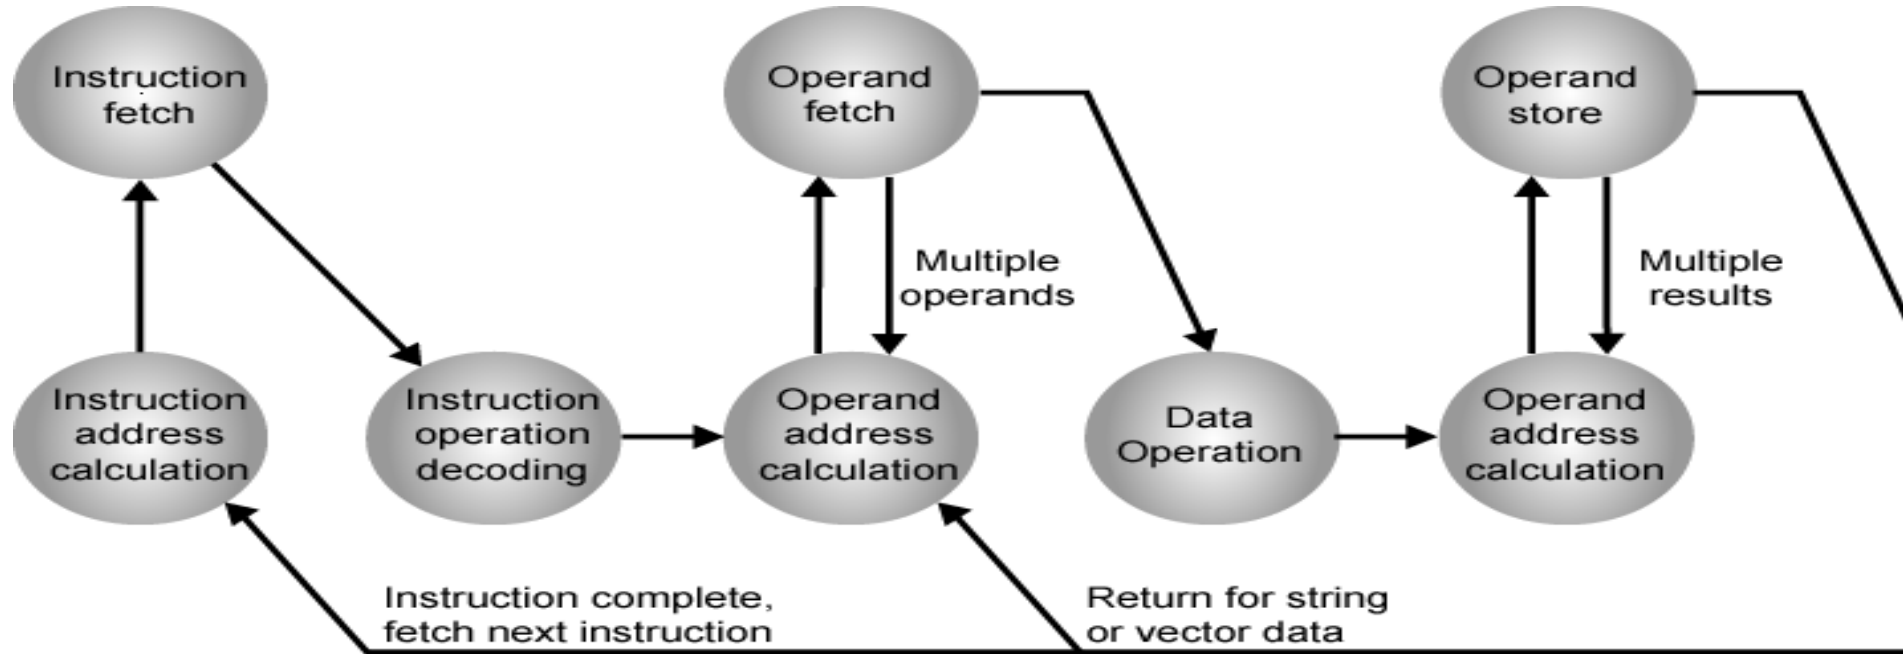 Instruction
fetch
Operand
fetch
Operand
store
Multiple
operands
Multiple
results
Instruction
address
calculation
Instruction
operation
decoding
Operand
address
calculation
Data
Operation
Operand
address
calculation
Instruction complete,
fetch next instruction
Return for string
or vector data